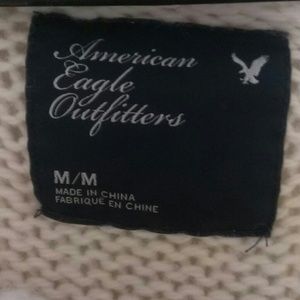 American
Eagle
Outfitters
M/M
MADE IN CHINA
FABRIQUE EN CHINE